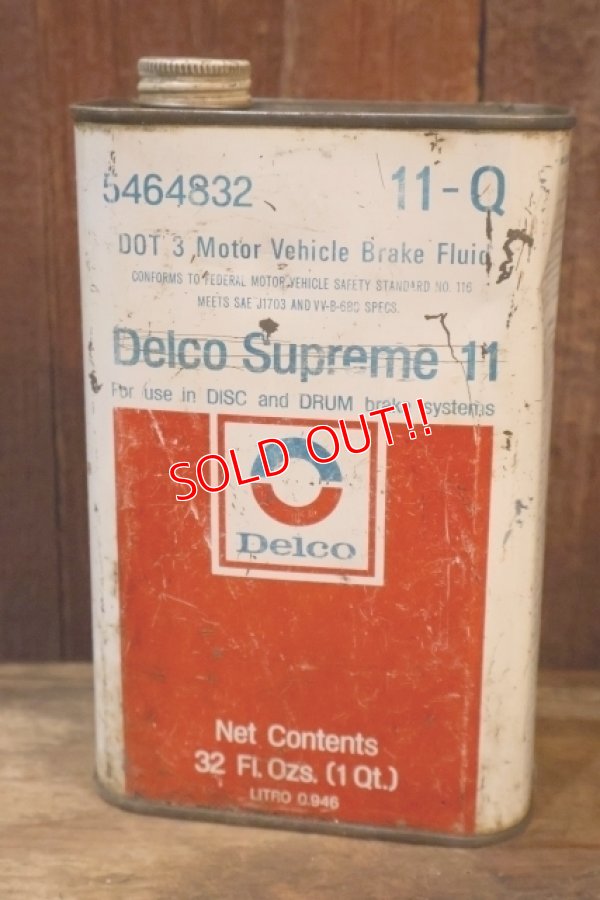 5464832 11-Q
DOT 3 Motor Vehicle Brake Fluid
CONFORMS TO FEDERAL MOTOR VEHICLE SAFETY STANDARD NO. 116
MEETS SAE J1703 AND VV-B-680 SPECS.
Delco Supreme 11
For use in DISC and DRUM brake systems
SOLD OUT!!
Delco
Net Contents
32 Fl. Ozs. (1 Qt.)
LITRO 0.946